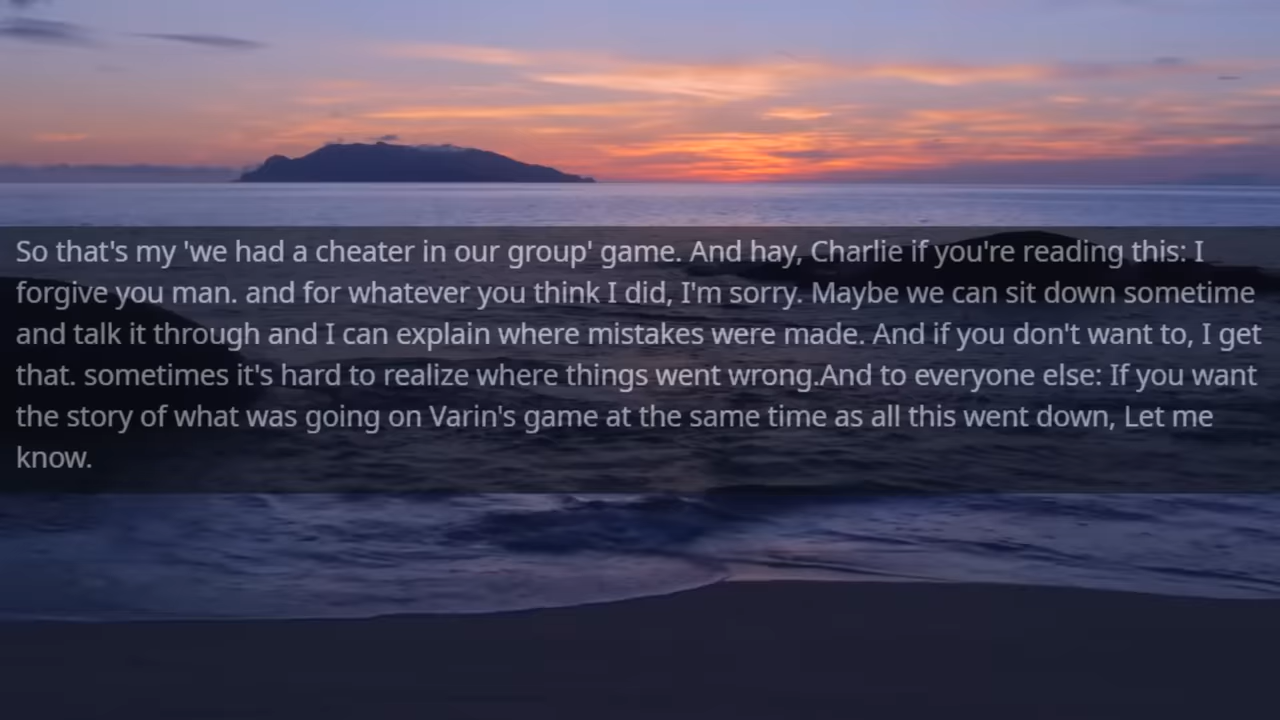 So that's my 'we had a cheater in our group' game. And hay, Charlie if you're reading this: I
forgive you man. and for whatever you think I did, I'm sorry. Maybe we can sit down sometime
and talk it through and I can explain where mistakes were made. And if you don't want to, I get
that. sometimes it's hard to realize where things went wrong.And to everyone else: If you want
the story of what was going on Varin's game at the same time as all this went down, Let me
know.